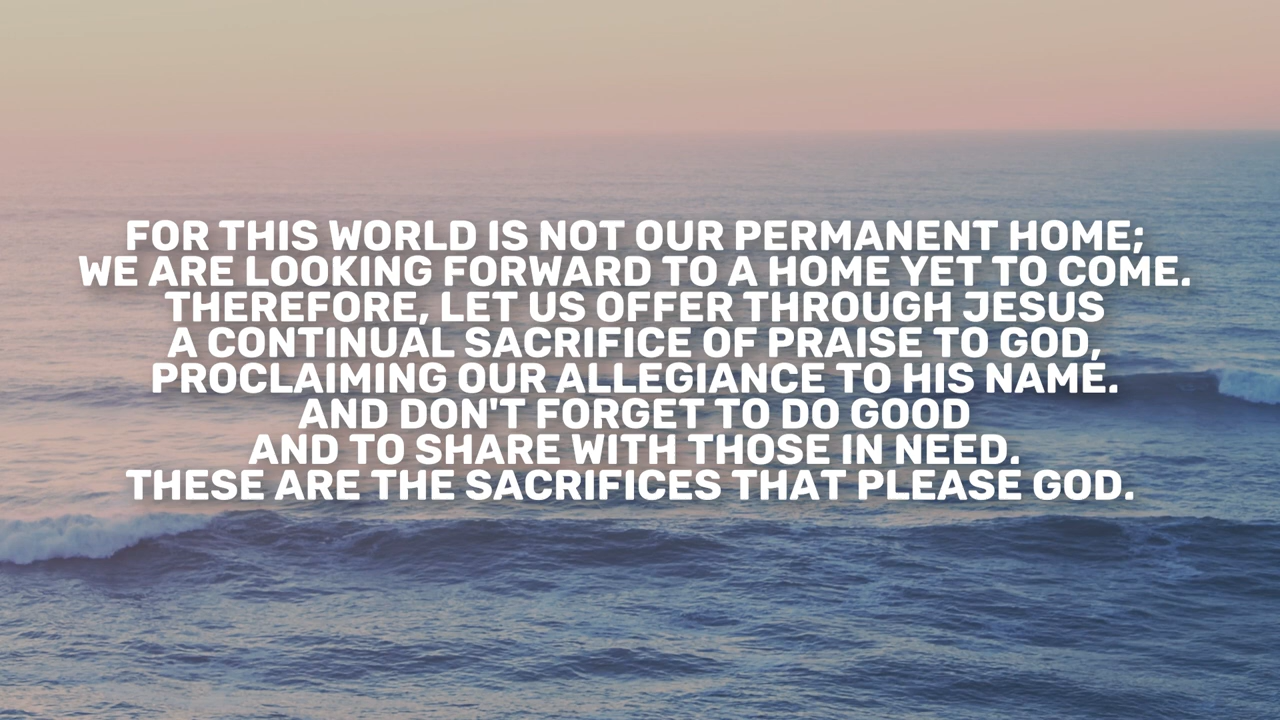 FOR THIS WORLD IS NOT OUR PERMANENT HOME;
WE ARE LOOKING FORWARD TO A HOME YET TO COME.
THEREFORE, LET US OFFER THROUGH JESUS
A CONTINUAL SACRIFICE OF PRAISE TO GOD,
PROCLAIMING OUR ALLEGIANCE TO HIS NAME.
AND DON'T FORGET TO DO GOOD
AND TO SHARE WITH THOSE IN NEED.
THESE ARE THE SACRIFICES THAT PLEASE GOD.